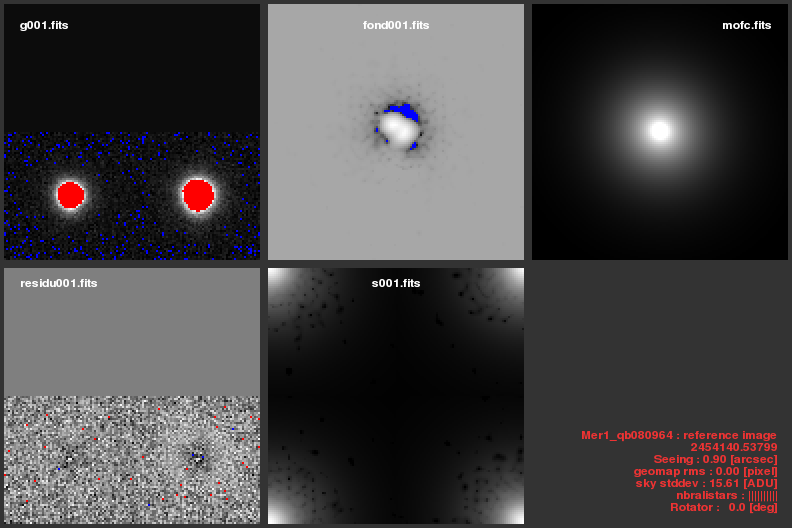 g001.fits
fond001.fits
mofc.fits
residu001.fits
s001.fits
Mer1_qb080964 : reference image
2454140.53799
Seeing : 0.90 [arcsec]
geomap rms : 0.00 [pixel]
sky stddev : 15.61 [ADU]
nbralistars : ||||||||||
Rotator : 0.0 [deg]